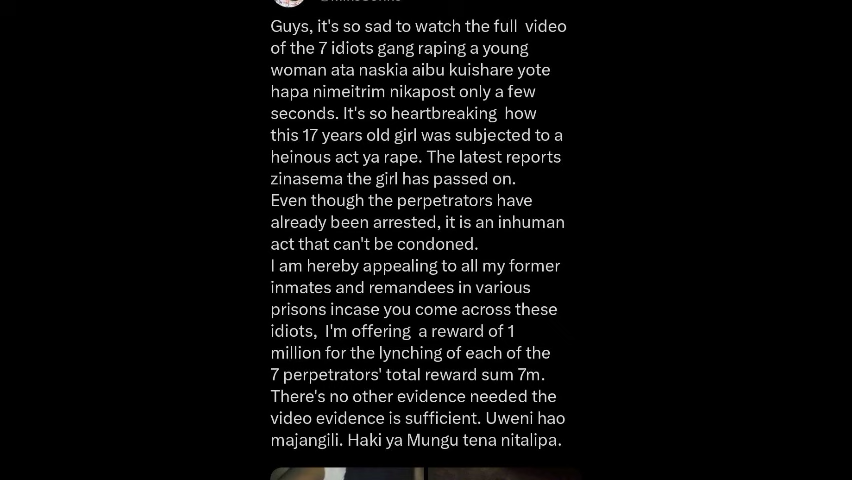 Guys, it's so sad to watch the full video
of the 7 idiots gang raping a young
woman ata naskia aibu kuishare yote
hapa nimeitrim nikapost only a few
seconds. It's so heartbreaking how
this 17 years old girl was subjected to a
heinous act ya rape. The latest reports
zinasema the girl has passed on.
Even though the perpetrators have
already been arrested, it is an inhuman
act that can't be condoned.
I am hereby appealing to all my former
inmates and remandees in various
prisons incase you come across these
idiots, I'm offering a reward of 1
million for the lynching of each of the
7 perpetrators' total reward sum 7m.
There's no other evidence needed the
video evidence is sufficient. Uweni hao
majangili. Haki ya Mungu tena nitalipa.